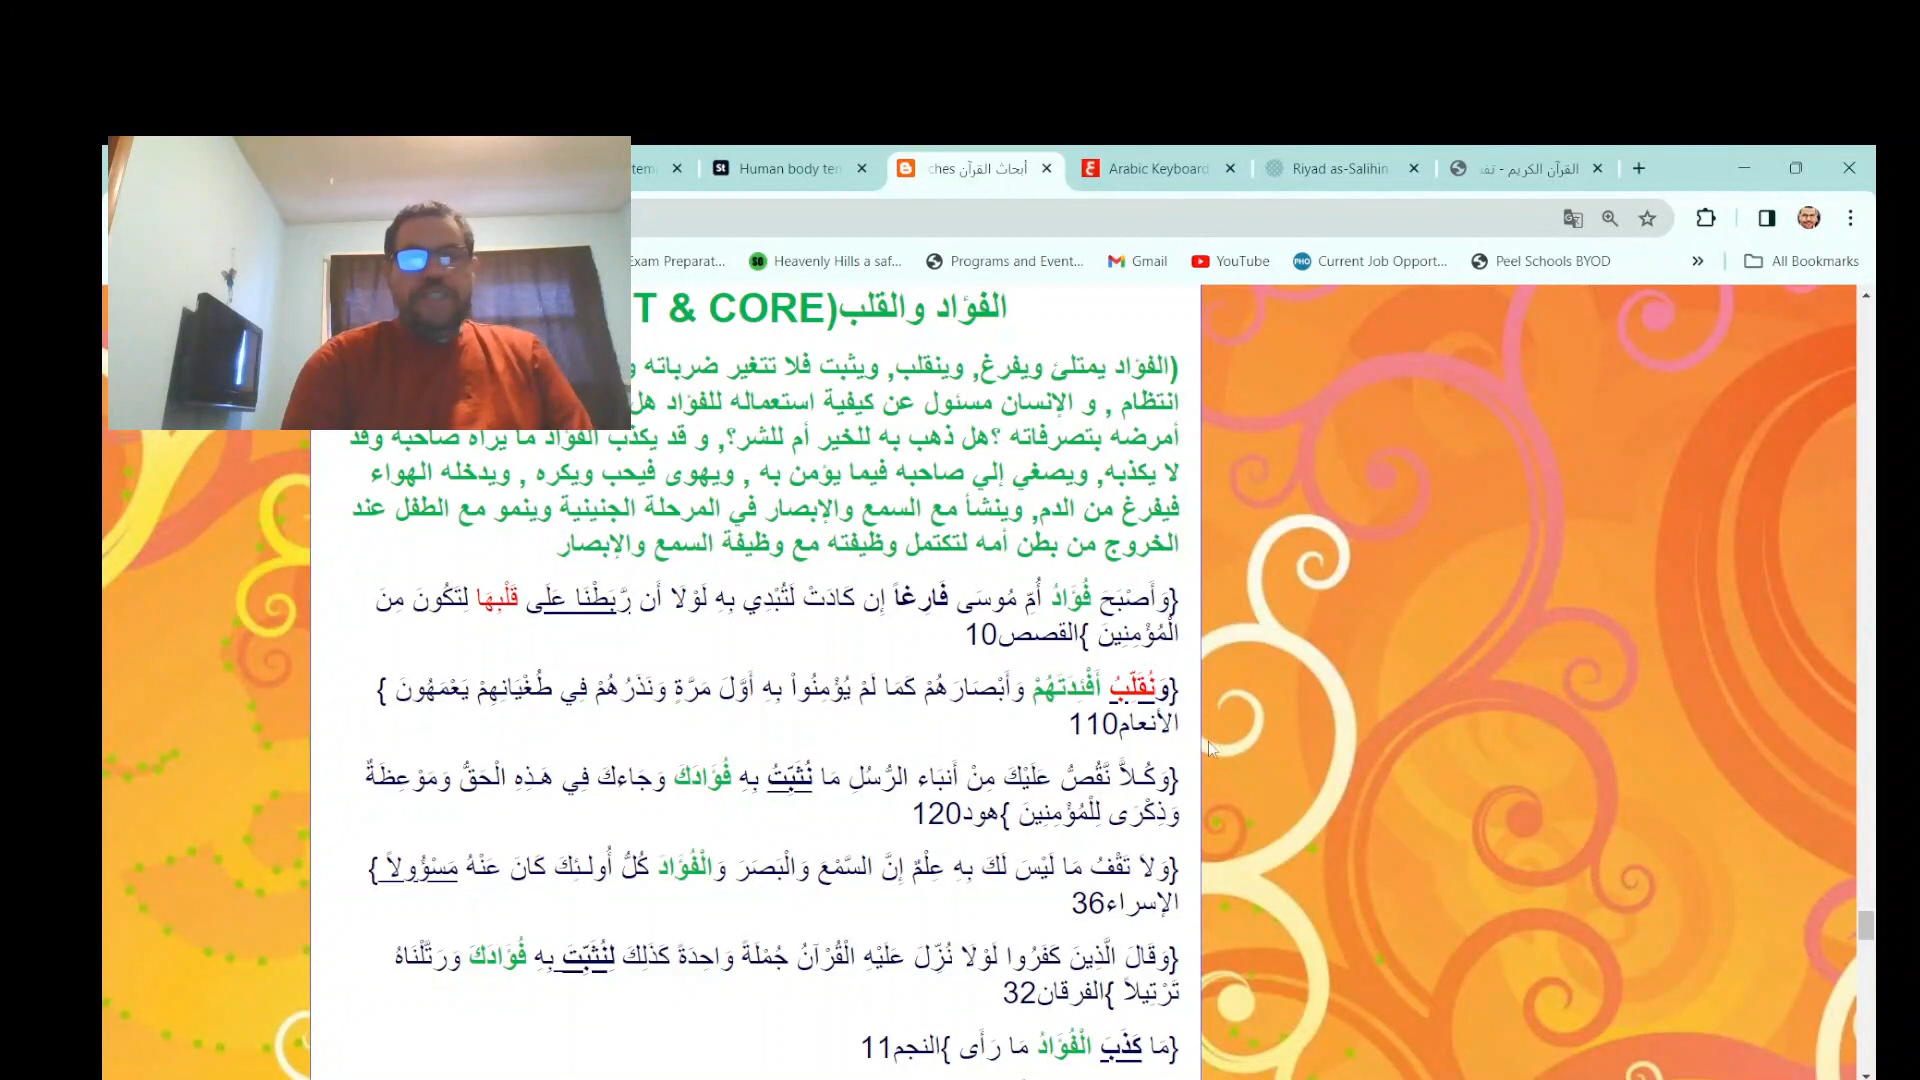 tem
Human body ten
ches أبحاث القرآن
Arabic Keyboard
Riyad as-Salihin
القرآن الكريم - تف
Exam Preparat...
Heavenly Hills a saf...
Programs and Event...
Gmail
YouTube
Current Job Opport...
Peel Schools BYOD
»
All Bookmarks
الفؤاد والقلب(T & CORE
(الفؤاد يمتلئ ويفرغ, وينقلب, ويثبت فلا تتغير ضرباته و
انتظام , و الإنسان مسئول عن كيفية استعماله للفؤاد هل
أمرضه بتصرفاته ؟هل ذهب به للخير أم للشر؟, و قد يكذب الفؤاد ما يراه صاحبه وقد
لا يكذبه, ويصغي إلي صاحبه فيما يؤمن به , ويهوى فيحب ويكره , ويدخله الهواء
فيفرغ من الدم, وينشأ مع السمع والإبصار في المرحلة الجنينية وينمو مع الطفل عند
الخروج من بطن أمه لتكتمل وظيفته مع وظيفة السمع والإبصار
{وَأَصْبَحَ فُؤَادُ أُمِّ مُوسَى فَارِغاً إِن كَادَتْ لَتُبْدِي بِهِ لَوْلَا أَن رَّبَطْنَا عَلَى قَلْبِهَا لِتَكُونَ مِنَ
الْمُؤْمِنِينَ }القصص10
{وَنُقَلِّبُ أَفْئِدَتَهُمْ وَأَبْصَارَهُمْ كَمَا لَمْ يُؤْمِنُواْ بِهِ أَوَّلَ مَرَّةٍ وَنَذَرُهُمْ فِي طُغْيَانِهِمْ يَعْمَهُونَ }
الأنعام110
{وَكُـلاًّ نَّقُصُّ عَلَيْكَ مِنْ أَنبَاء الرُّسُلِ مَا نُثَبِّتُ بِهِ فُؤَادَكَ وَجَاءكَ فِي هَـذِهِ الْحَقُّ وَمَوْعِظَةٌ
وَذِكْرَى لِلْمُؤْمِنِينَ }هود120
{وَلاَ تَقْفُ مَا لَيْسَ لَكَ بِهِ عِلْمٌ إِنَّ السَّمْعَ وَالْبَصَرَ وَالْفُؤَادَ كُلُّ أُولـئِكَ كَانَ عَنْهُ مَسْؤُولاً }
الإسراء36
{وَقَالَ الَّذِينَ كَفَرُوا لَوْلَا نُزِّلَ عَلَيْهِ الْقُرْآنُ جُمْلَةً وَاحِدَةً كَذَلِكَ لِنُثَبِّتَ بِهِ فُؤَادَكَ وَرَتَّلْنَاهُ
تَرْتِيلاً }الفرقان32
{مَا كَذَبَ الْفُؤَادُ مَا رَأَى }النجم11